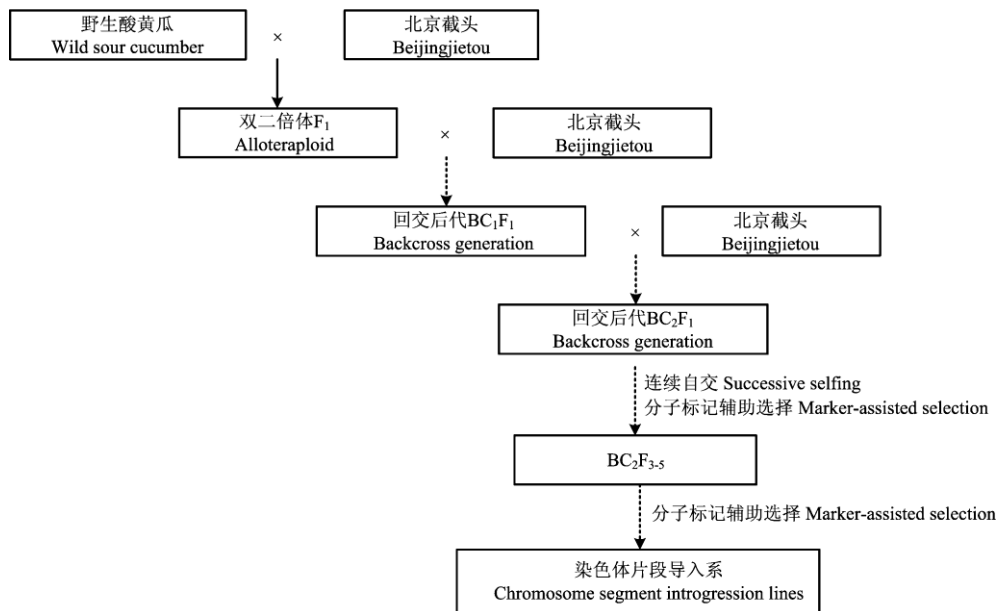 野生酸黄瓜
Wild sour cucumber
×
北京截头
Beijingjietou
双二倍体F₁
Alloteraploid
×
北京截头
Beijingjietou
回交后代BC₁F₁
Backcross generation
×
北京截头
Beijingjietou
回交后代BC₂F₁
Backcross generation
连续自交 Successive selfing
分子标记辅助选择 Marker-assisted selection
BC₂F₃₋₅
分子标记辅助选择 Marker-assisted selection
染色体片段导入系
Chromosome segment introgression lines